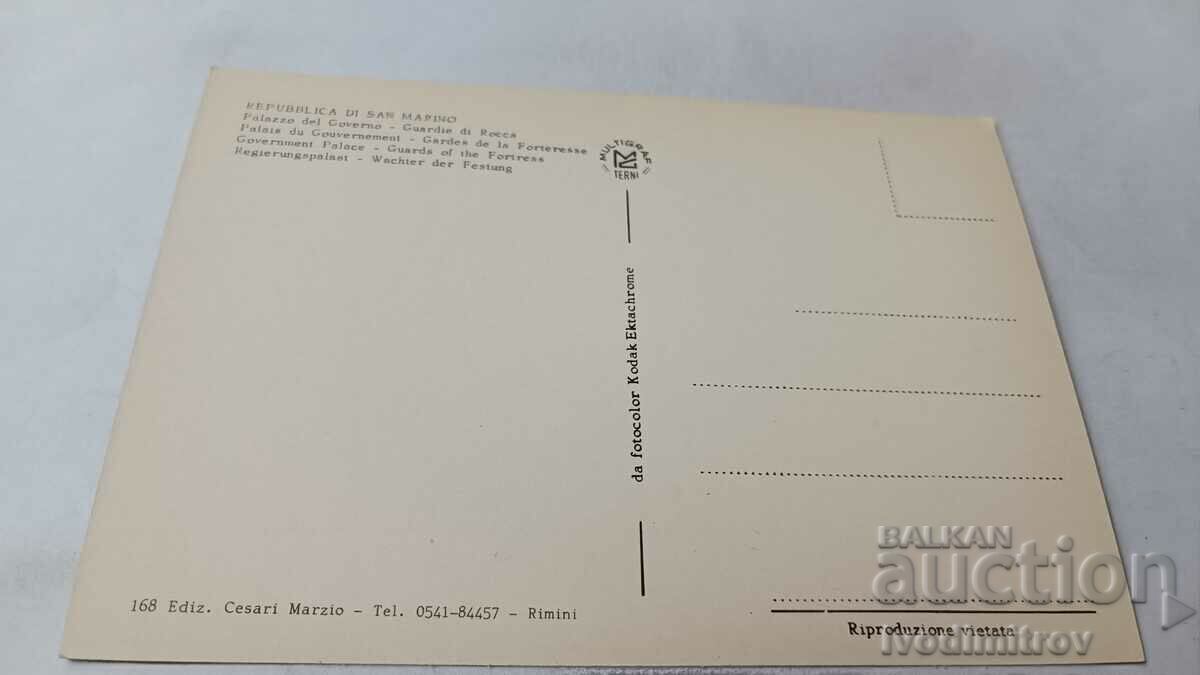 REPUBBLICA DI SAN MARINO
Palazzo del Governo - Guardie di Rocca
Palais du Gouvernement - Gardes de la Forteresse
Government Palace - Guards of the Fortress
Regierungspalast - Wachter der Festung
MULTIGRAF
TERNI
da fotocolor Kodak Ektachrome
168 Ediz. Cesari Marzio - Tel. 0541-84457 - Rimini
Riproduzione vietata
BALKAN
auction
ivodimitrov